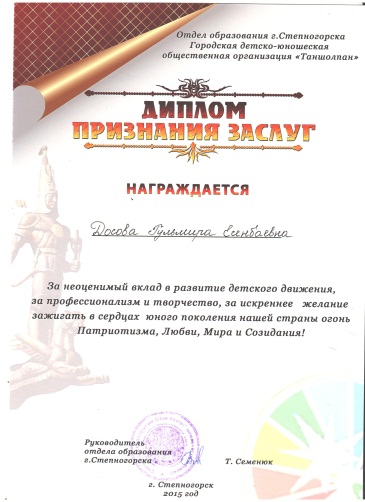 Отдел образования г.Степногорска
Городская детско-юношеская
общественная организация «Таншолпан»
ДИПЛОМ
ПРИЗНАНИЯ ЗАСЛУГ
НАГРАЖДАЕТСЯ
Досова Гульмира Есенбаевна
За неоценимый вклад в развитие детского движения,
за профессионализм и творчество, за искреннее желание
зажигать в сердцах юного поколения нашей страны огонь
Патриотизма, Любви, Мира и Созидания!
Руководитель
отдела образования
г.Степногорска - Т. Семенюк
г. Степногорск
2015 год